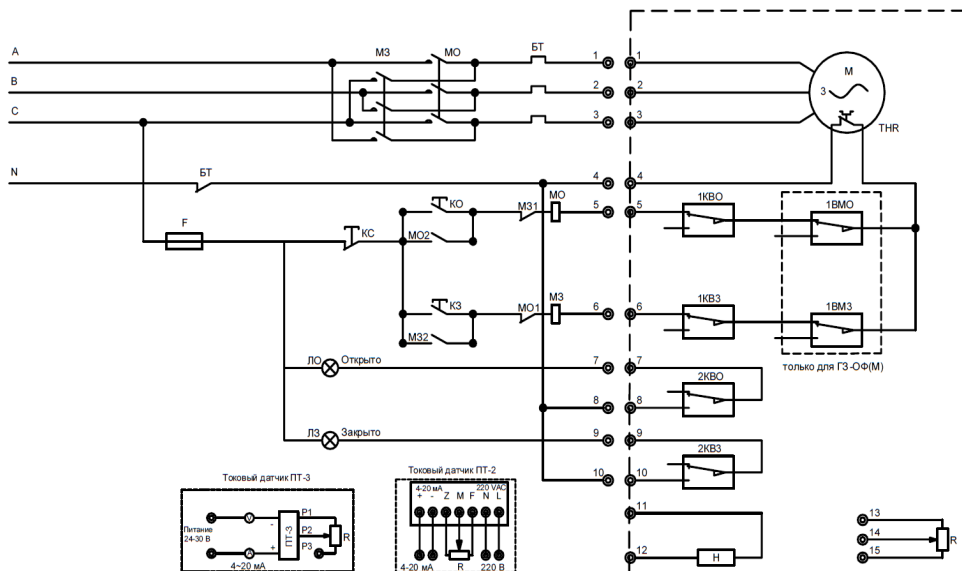 A
МЗ
МО
БТ
1
1
B
2
2
М
3
C
3
3
THR
N
БТ
4
4
F
КС
КО
МО2
МЗ1
МО
5
5
1КВО
1ВМО
КЗ
МЗ2
МО1
МЗ
6
6
1КВЗ
1ВМЗ
только для ГЗ-ОФ(М)
ЛО
Открыто
7
7
2КВО
8
8
ЛЗ
Закрыто
9
9
2КВЗ
10
10
Токовый датчик ПТ-3
Питание
24-30 В
V
A
-
+
ПТ-3
P1
P2
P3
R
4~20 мА
Токовый датчик ПТ-2
4-20 мА
220 VAC
+ - Z M F N L
4-20 мА
R
220 В
11
12
Н
13
14
15
R